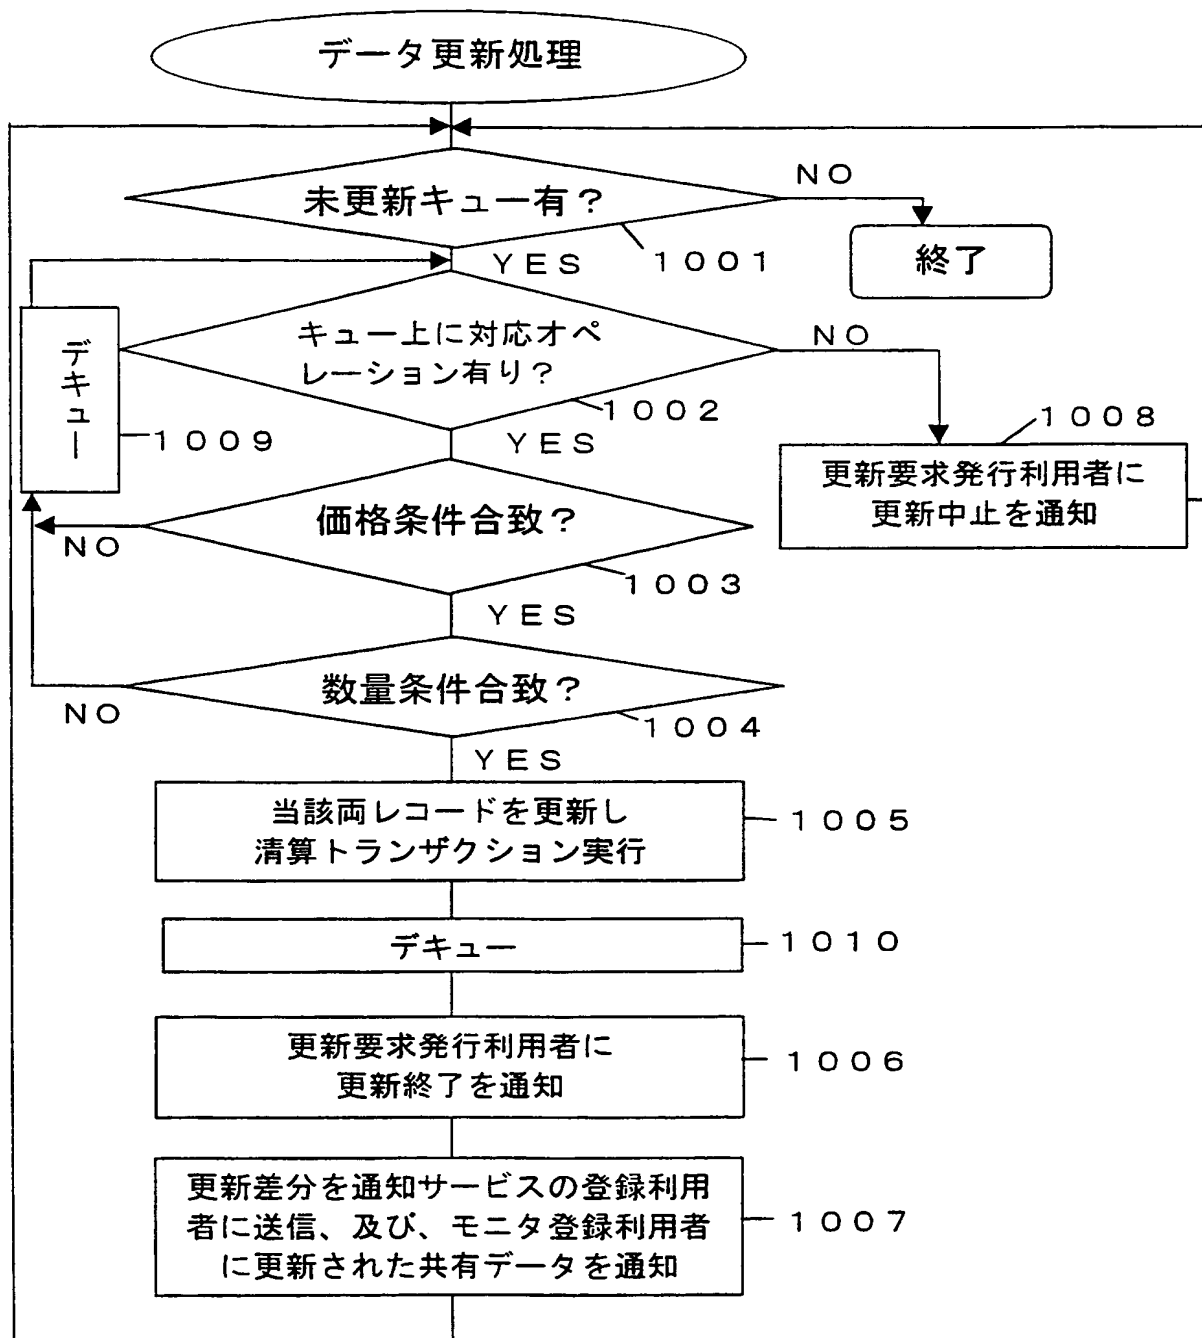 データ更新処理
未更新キュー有？
NO
1001
YES
終了
キュー上に対応オペ
レーション有り？
NO
1002
YES
デキュー
1009
1008
更新要求発行利用者に
更新中止を通知
価格条件合致？
NO
1003
YES
数量条件合致？
NO
1004
YES
当該両レコードを更新し
清算トランザクション実行
1005
デキュー
1010
更新要求発行利用者に
更新終了を通知
1006
更新差分を通知サービスの登録利用
者に送信、及び、モニタ登録利用者
に更新された共有データを通知
1007